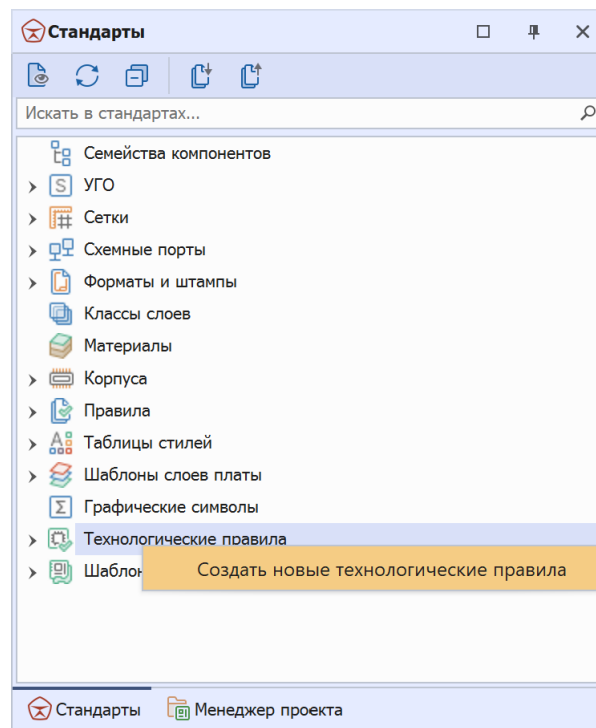 Стандарты
Искать в стандартах...
Семейства компонентов
S УГО
Сетки
Схемные порты
Форматы и штампы
Классы слоев
Материалы
Корпуса
Правила
Таблицы стилей
Шаблоны слоев платы
Σ Графические символы
Технологические правила
Создать новые технологические правила
Шаблон
Стандарты Менеджер проекта